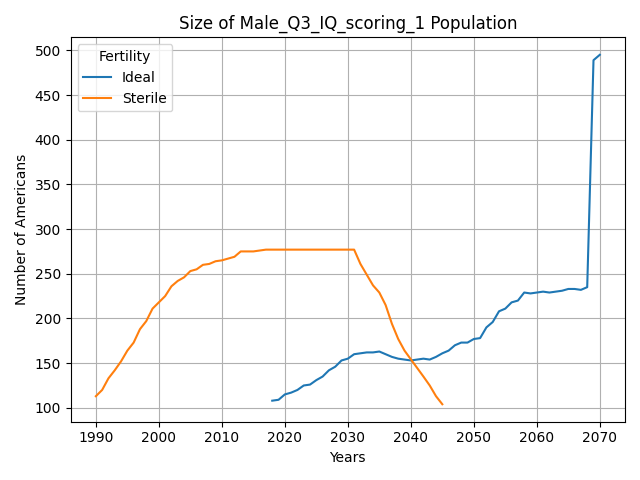 Size of Male_Q3_IQ_scoring_1 Population
Fertility
Ideal
Sterile
Number of Americans
500
450
400
350
300
250
200
150
100
1990 2000 2010 2020 2030 2040 2050 2060 2070
Years